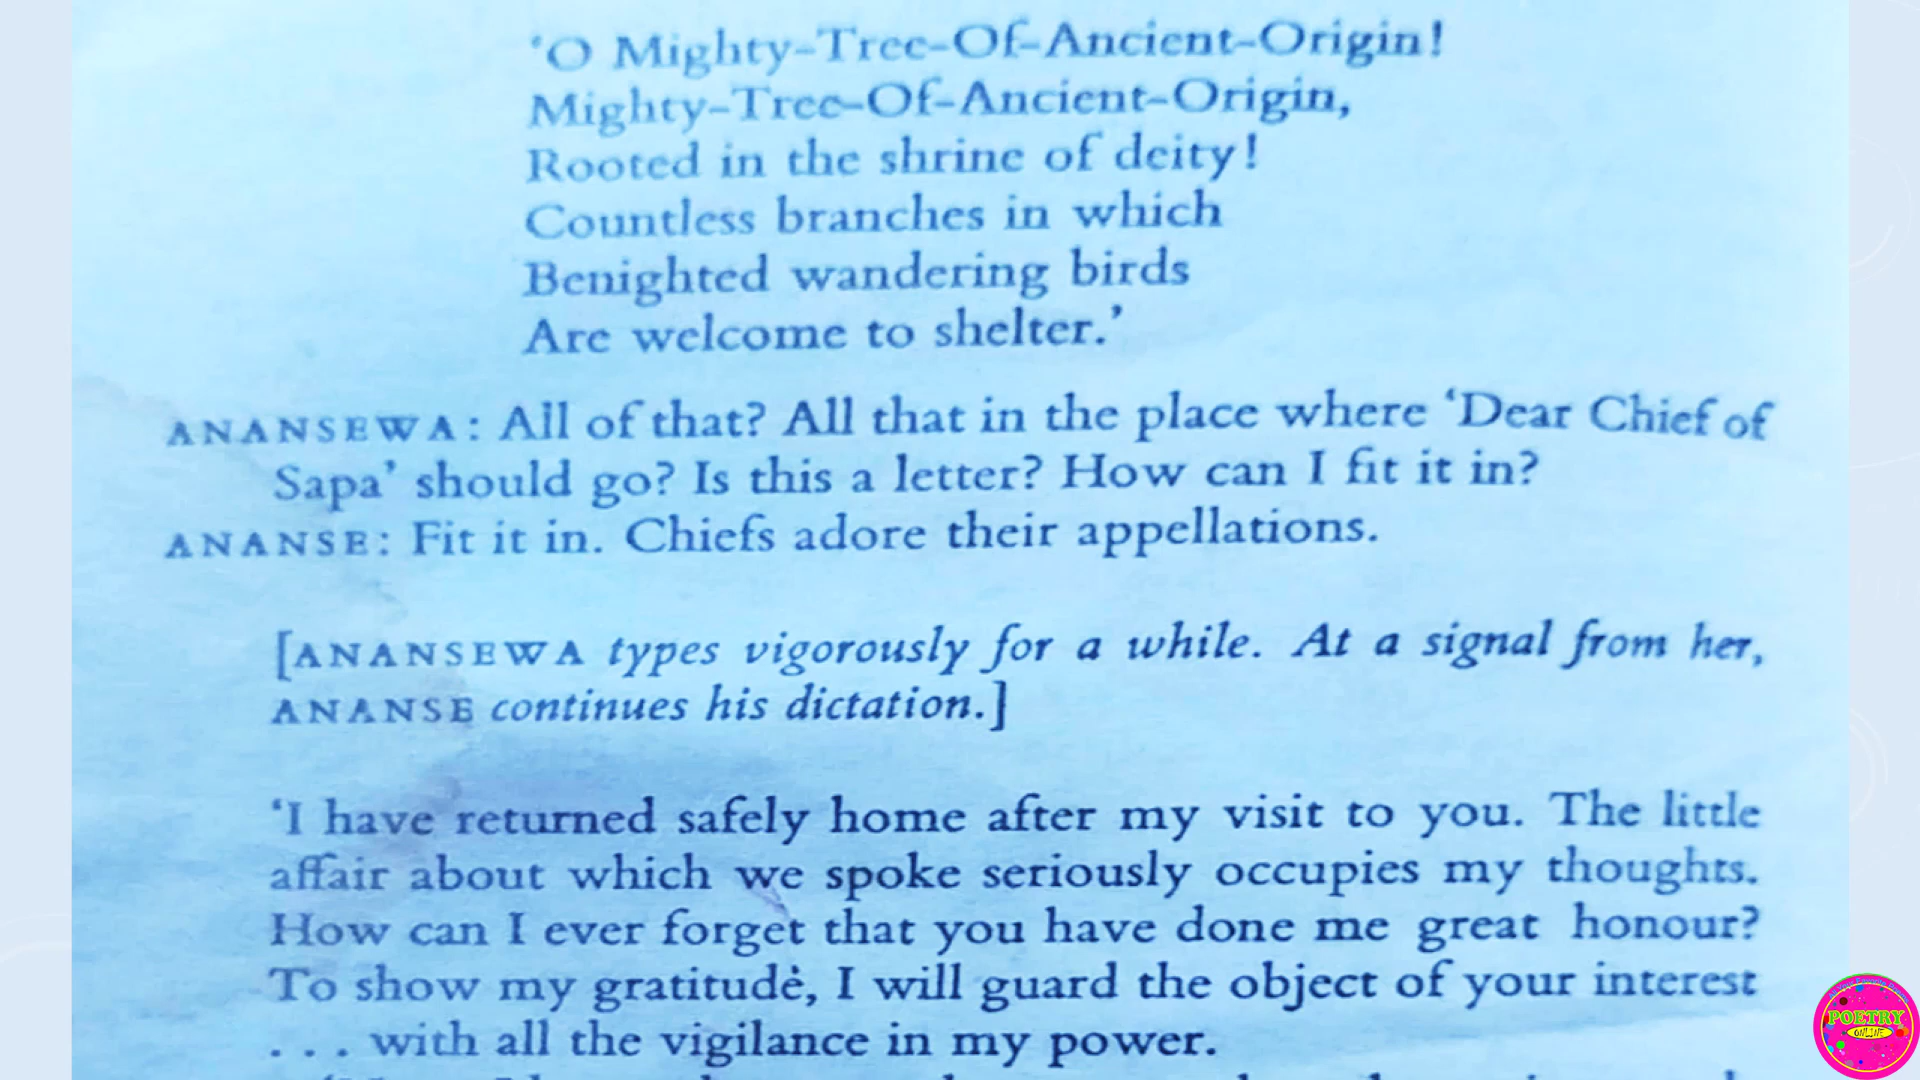 'O Mighty-Tree-Of-Ancient-Origin!
Mighty-Tree-Of-Ancient-Origin,
Rooted in the shrine of deity!
Countless branches in which
Benighted wandering birds
Are welcome to shelter.'
ANANSEWA: All of that? All that in the place where 'Dear Chief of
Sapa' should go? Is this a letter? How can I fit it in?
ANANSE: Fit it in. Chiefs adore their appellations.
[ANANSEWA types vigorously for a while. At a signal from her,
ANANSE continues his dictation.]
'I have returned safely home after my visit to you. The little
affair about which we spoke seriously occupies my thoughts.
How can I ever forget that you have done me great honour?
To show my gratitude, I will guard the object of your interest
. . . with all the vigilance in my power.
POETRY
ONLINE